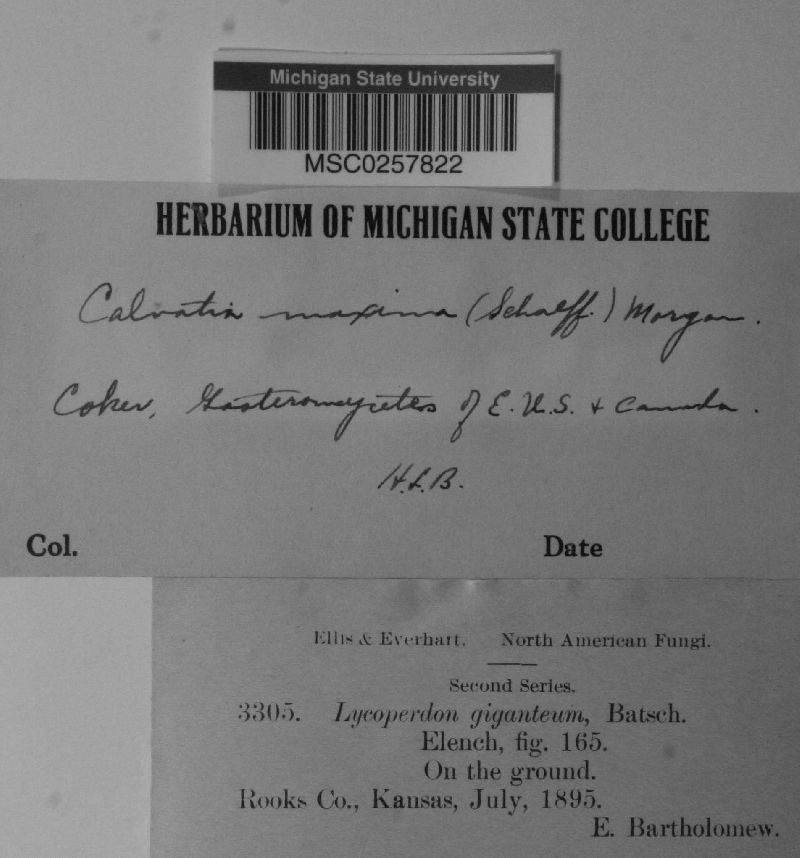 Michigan State University
MSC0257822
HERBARIUM OF MICHIGAN STATE COLLEGE
Calvatia maxima (Schaeff.) Morgan.
Coker, Gasteromycetes of E. U.S. & Canada.
H.L.B.
Col. Date
Ellis & Everhart. North American Fungi.
Second Series.
3305. Lycoperdon giganteum, Batsch.
Elench, fig. 165.
On the ground.
Rooks Co., Kansas, July, 1895.
E. Bartholomew.